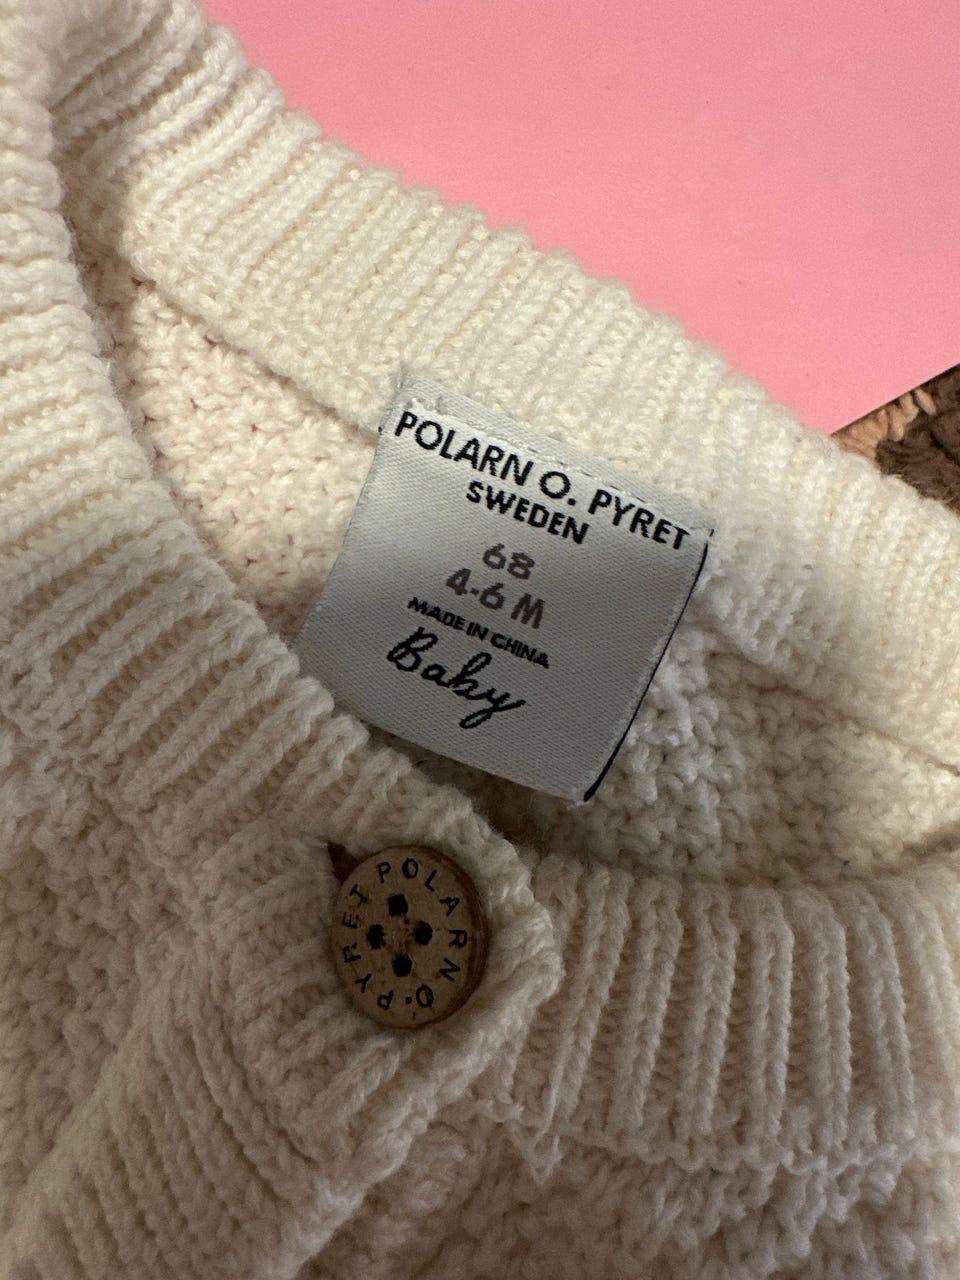 POLARN O. PYRET
SWEDEN
68
4-6 M
MADE IN CHINA
Baby
POLARN O. PYRET